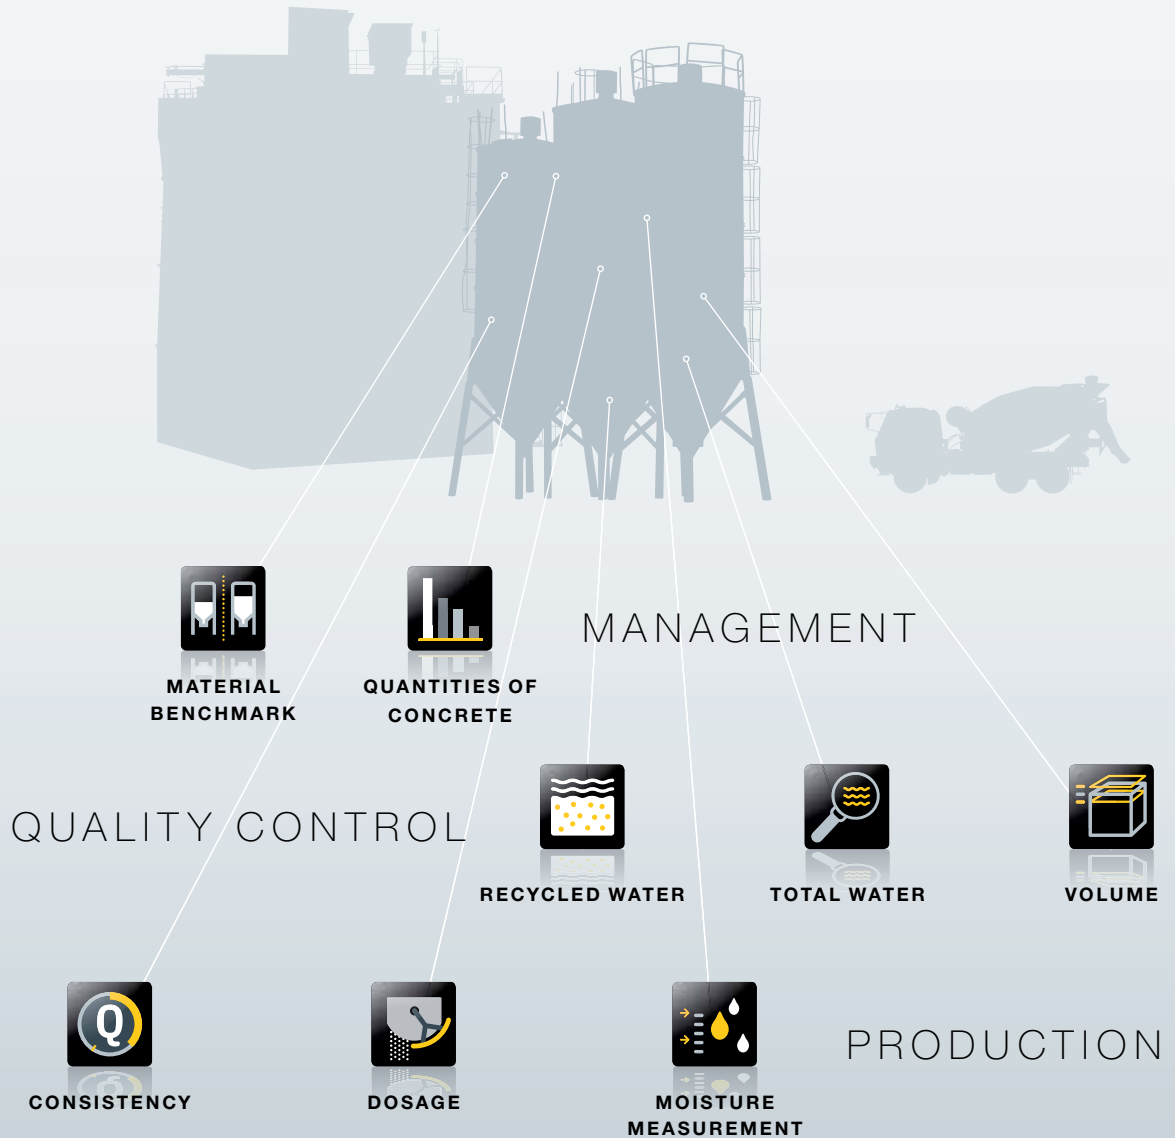 MANAGEMENT
MATERIAL
BENCHMARK
QUANTITIES OF
CONCRETE
QUALITY CONTROL
RECYCLED WATER
TOTAL WATER
VOLUME
Q
PRODUCTION
CONSISTENCY
DOSAGE
MOISTURE
MEASUREMENT